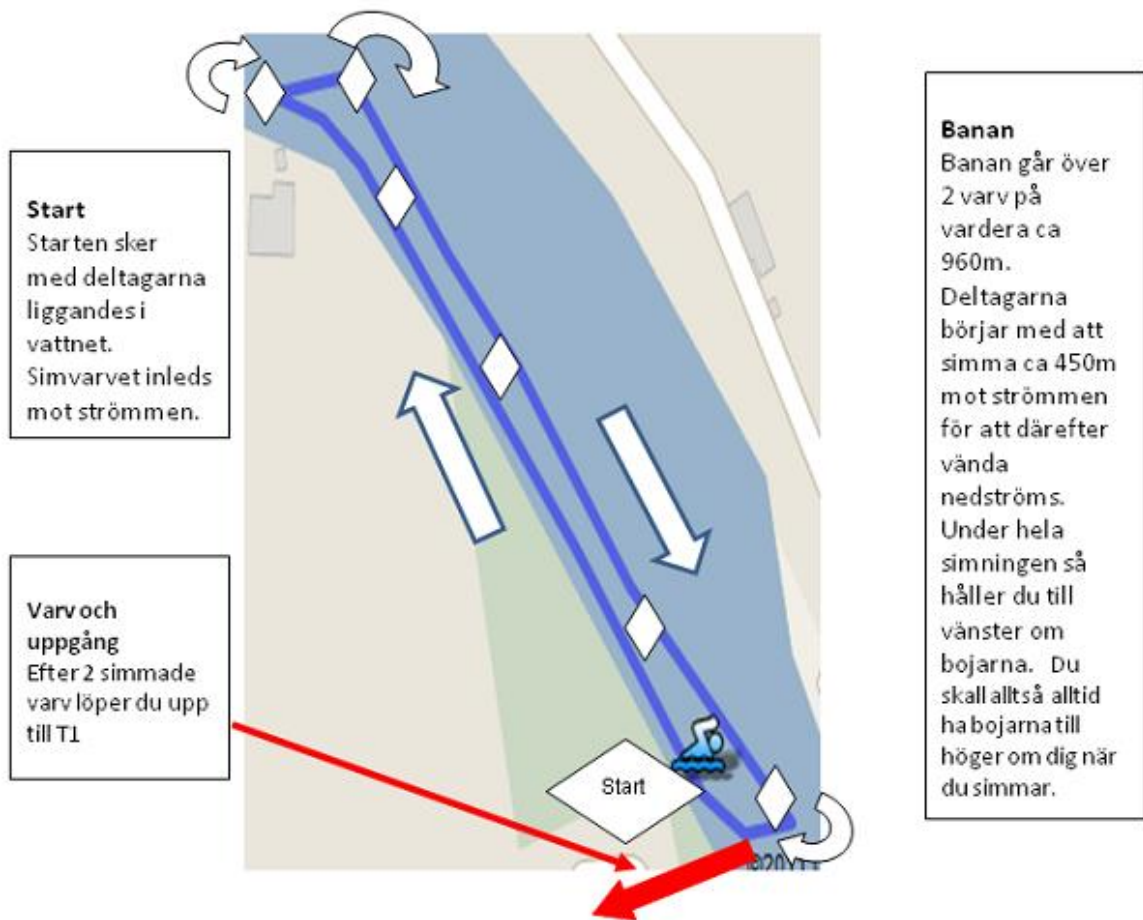 Start
Starten sker
med deltagarna
liggandes i
vattnet.
Simvarvet inleds
mot strömmen.
Varv och
uppgång
Efter 2 simmade
varv löper du upp
till T1
Start
Banan
Banan går över
2 varv på
vardera ca
960m.
Deltagarna
börjar med att
simma ca 450m
mot strömmen
för att därefter
vända
nedströms.
Under hela
simningen så
håller du till
vänster om
bojarna. Du
skall alltså alltid
ha bojarna till
höger om dig när
du simmar.